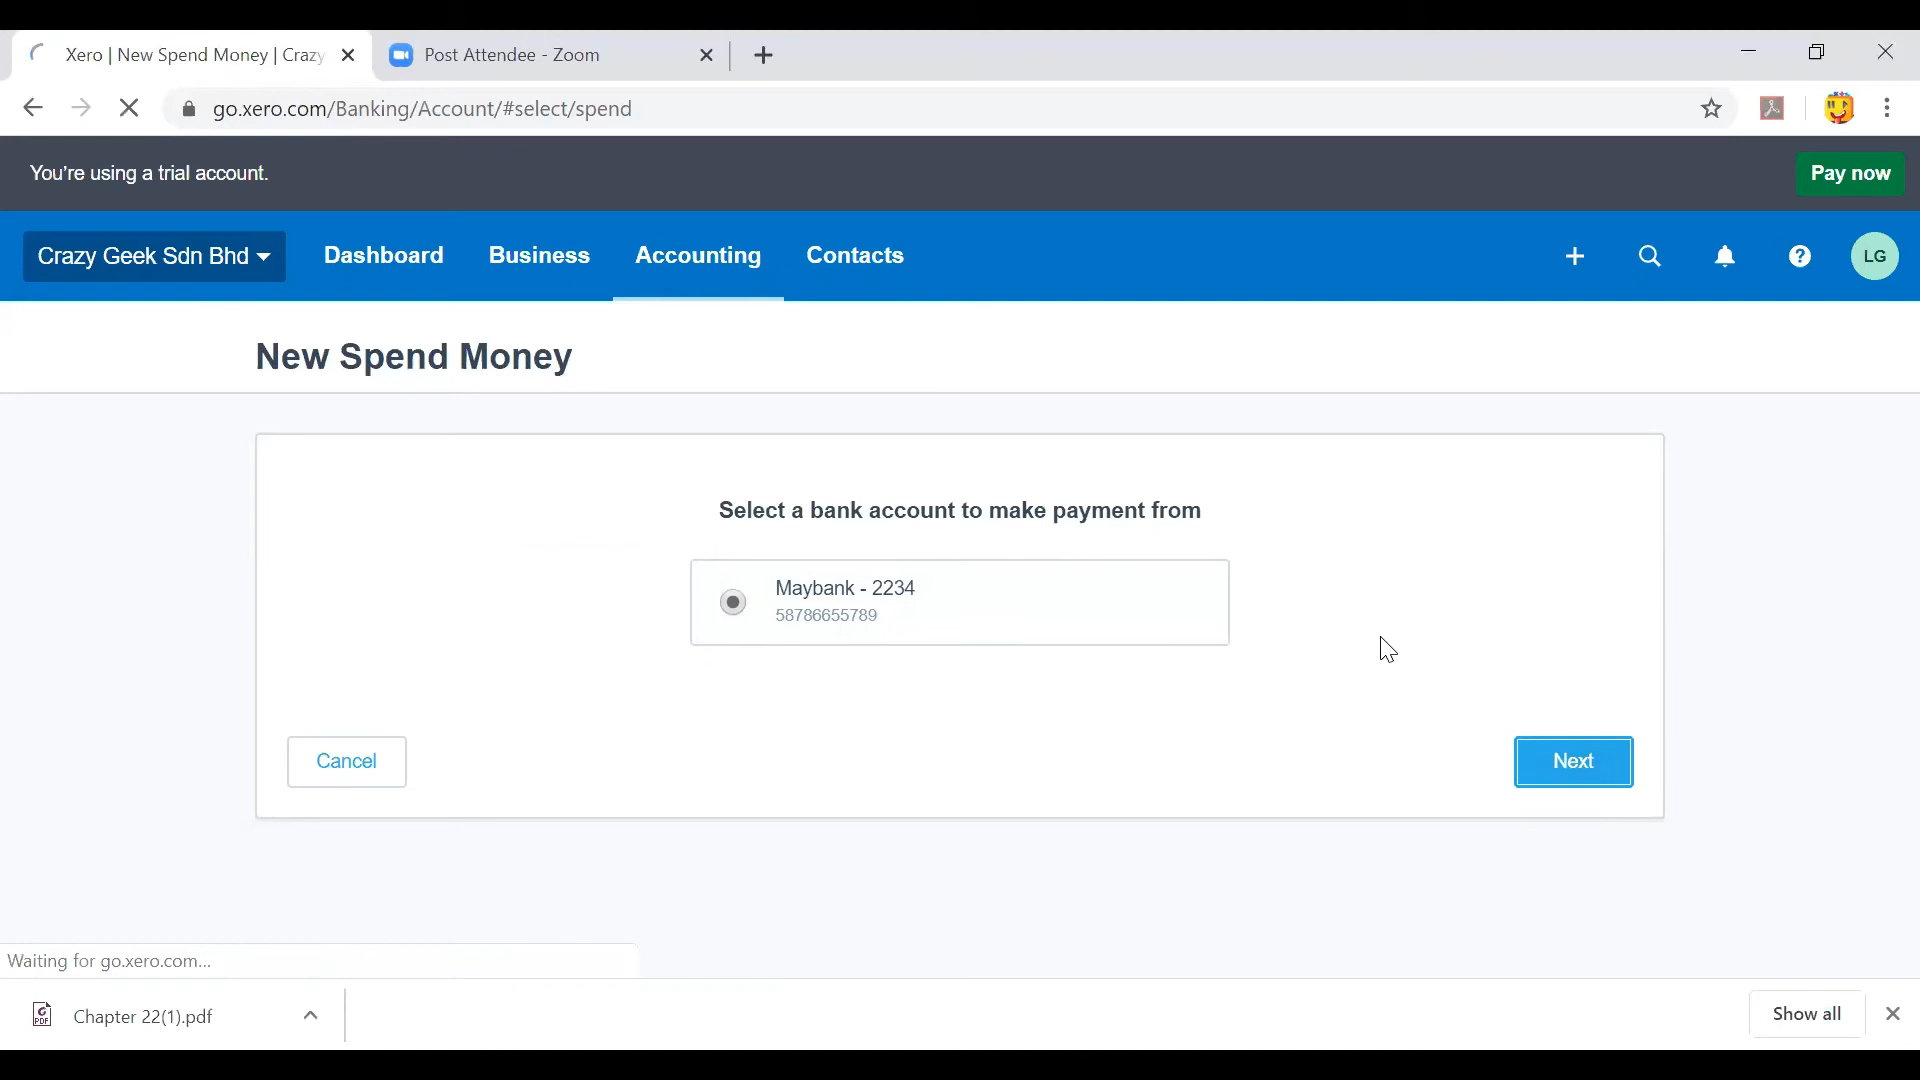 Xero | New Spend Money | Crazy
Post Attendee - Zoom
go.xero.com/Banking/Account/#select/spend
You're using a trial account.
Pay now
Crazy Geek Sdn Bhd
Dashboard
Business
Accounting
Contacts
LG
New Spend Money
Select a bank account to make payment from
Maybank - 2234
58786655789
Cancel
Next
Waiting for go.xero.com...
PDF
Chapter 22(1).pdf
Show all